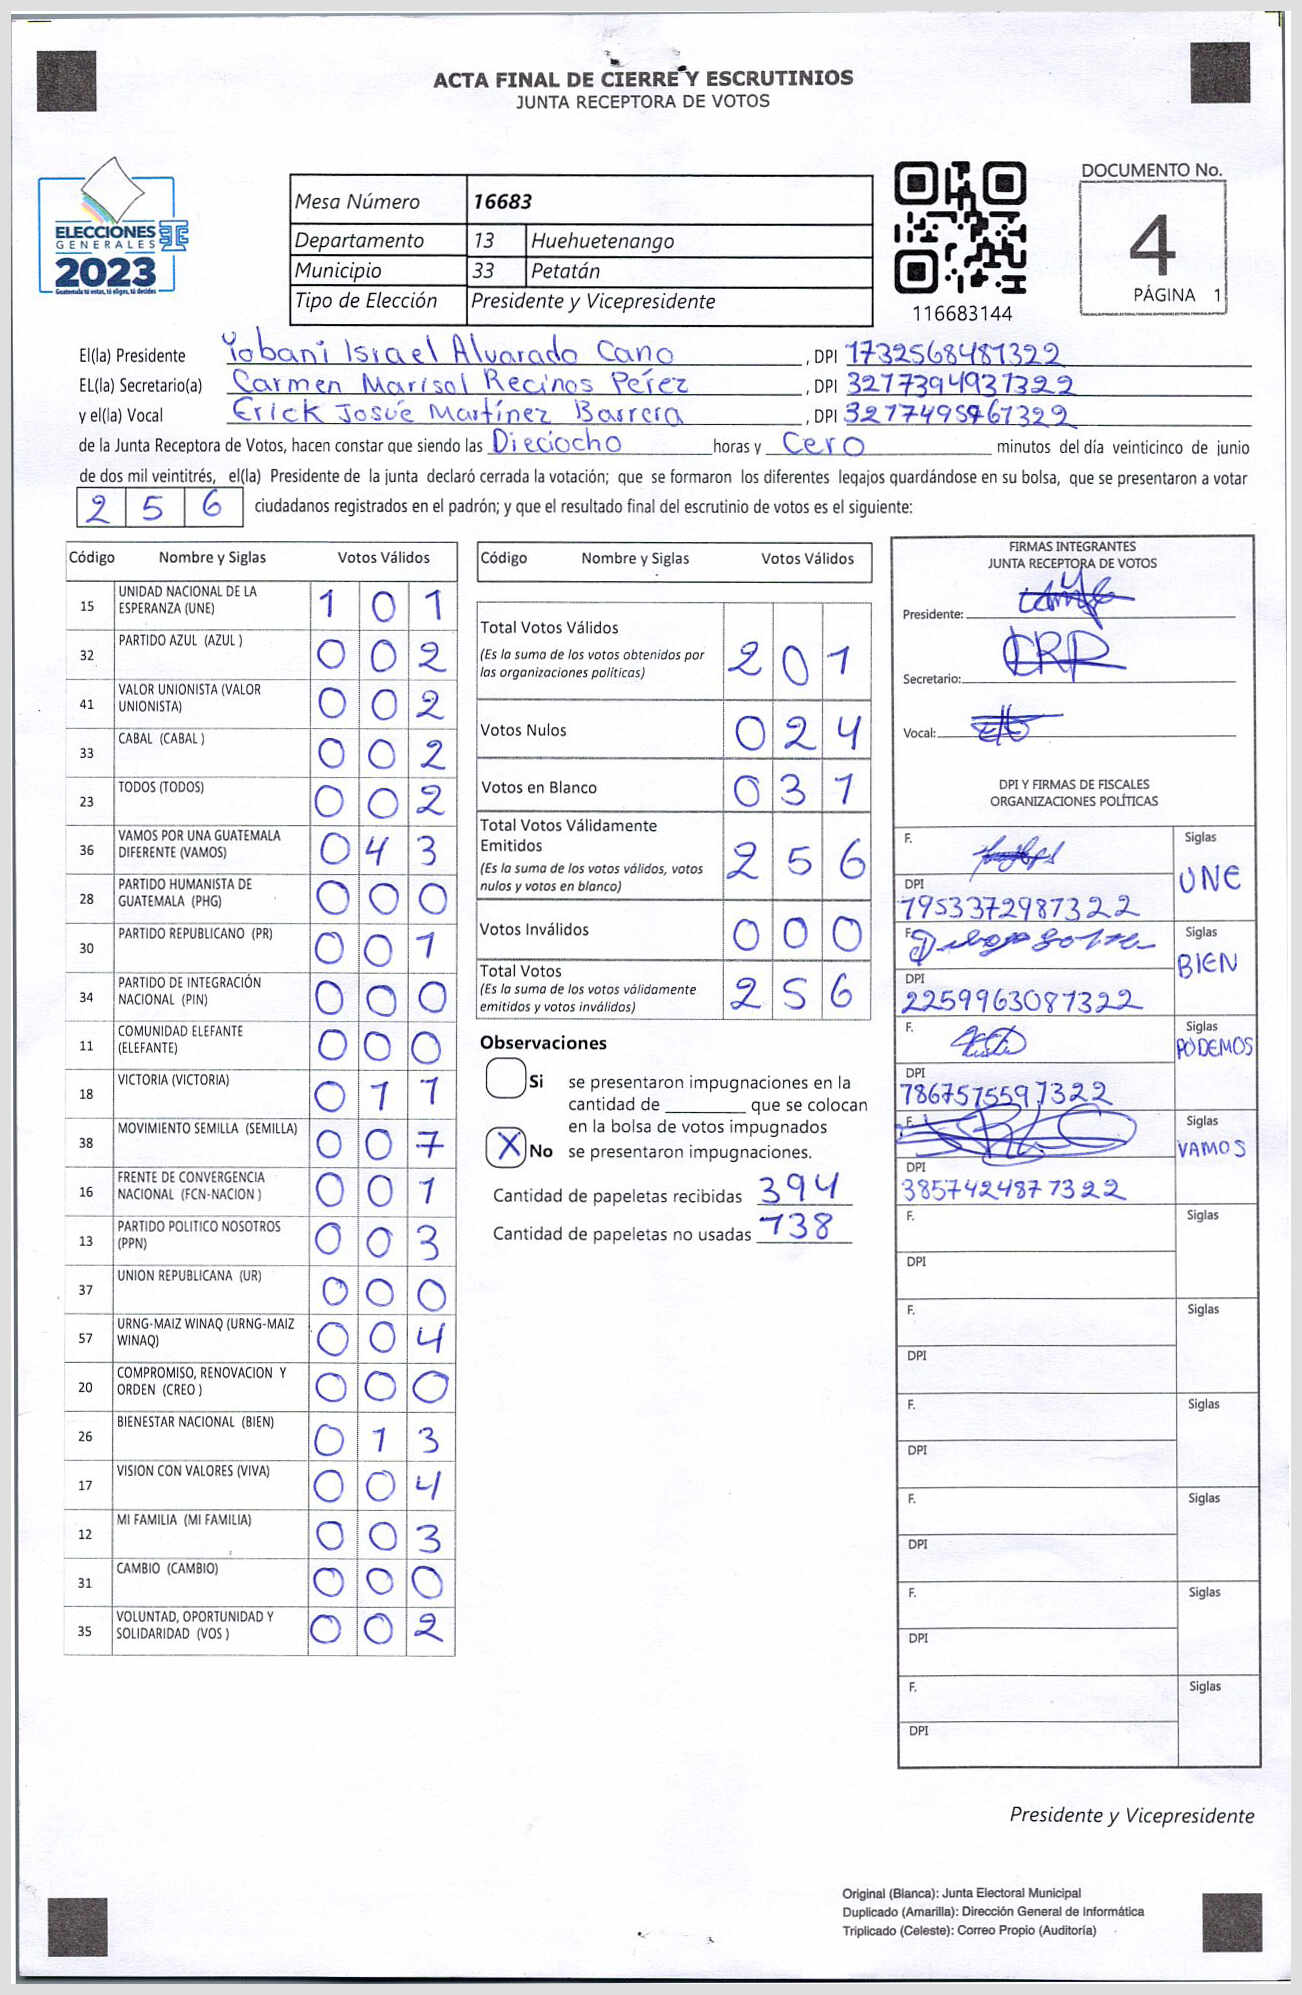 ACTA FINAL DE CIERRE Y ESCRUTINIOS
JUNTA RECEPTORA DE VOTOS
ELECCIONES
GENERALES
2023
Guatemala tú votas, tú eliges, tú decides
Mesa Número 16683
Departamento 13 Huehuetenango
Municipio 33 Petatán
Tipo de Elección Presidente y Vicepresidente
116683144
DOCUMENTO No.
4
PÁGINA 1
El(la) Presidente Yobani Israel Alvarado Cano, DPI 1732568481322
EL(la) Secretario(a) Carmen Marisol Recinos Pérez, DPI 3277394931322
y el(la) Vocal Erick Josué Martínez Barrera, DPI 3277495761322
de la Junta Receptora de Votos, hacen constar que siendo las Dieciocho horas y Cero minutos del día veinticinco de junio
de dos mil veintitrés, el(la) Presidente de la junta declaró cerrada la votación; que se formaron los diferentes legajos guardándose en su bolsa, que se presentaron a votar
256 ciudadanos registrados en el padrón; y que el resultado final del escrutinio de votos es el siguiente:
Código Nombre y Siglas Votos Válidos
15 UNIDAD NACIONAL DE LA ESPERANZA (UNE) 1 0 1
32 PARTIDO AZUL (AZUL ) 0 0 2
41 VALOR UNIONISTA (VALOR UNIONISTA) 0 0 2
33 CABAL (CABAL ) 0 0 2
23 TODOS (TODOS) 0 0 2
36 VAMOS POR UNA GUATEMALA DIFERENTE (VAMOS) 0 4 3
28 PARTIDO HUMANISTA DE GUATEMALA (PHG) 0 0 0
30 PARTIDO REPUBLICANO (PR) 0 0 1
34 PARTIDO DE INTEGRACIÓN NACIONAL (PIN) 0 0 0
11 COMUNIDAD ELEFANTE (ELEFANTE) 0 0 0
18 VICTORIA (VICTORIA) 0 1 1
38 MOVIMIENTO SEMILLA (SEMILLA) 0 0 7
16 FRENTE DE CONVERGENCIA NACIONAL (FCN-NACION ) 0 0 1
13 PARTIDO POLITICO NOSOTROS (PPN) 0 0 3
37 UNION REPUBLICANA (UR) 0 0 0
57 URNG-MAIZ WINAQ (URNG-MAIZ WINAQ) 0 0 4
20 COMPROMISO, RENOVACION Y ORDEN (CREO ) 0 0 0
26 BIENESTAR NACIONAL (BIEN) 0 1 3
17 VISION CON VALORES (VIVA) 0 0 4
12 MI FAMILIA (MI FAMILIA) 0 0 3
31 CAMBIO (CAMBIO) 0 0 0
35 VOLUNTAD, OPORTUNIDAD Y SOLIDARIDAD (VOS ) 0 0 2
Código Nombre y Siglas Votos Válidos
Total Votos Válidos 2 0 1
(Es la suma de los votos obtenidos por
las organizaciones políticas)
Votos Nulos 0 2 4
Votos en Blanco 0 3 1
Total Votos Válidamente
Emitidos 2 5 6
(Es la suma de los votos válidos, votos
nulos y votos en blanco)
Votos Inválidos 0 0 0
Total Votos 2 5 6
(Es la suma de los votos válidamente
emitidos y votos inválidos)
Observaciones
Si se presentaron impugnaciones en la
cantidad de ________ que se colocan
en la bolsa de votos impugnados
X No se presentaron impugnaciones.
Cantidad de papeletas recibidas 394
Cantidad de papeletas no usadas 138
FIRMAS INTEGRANTES
JUNTA RECEPTORA DE VOTOS
Presidente:
Secretario: CRP
Vocal:
DPI Y FIRMAS DE FISCALES
ORGANIZACIONES POLÍTICAS
F. Siglas UNE
DPI 1953372981322
F. Siglas BIEN
DPI 2259963081322
F. Siglas PODEMOS
DPI 1867575591322
F. Siglas VAMOS
DPI 3857424871322
F. Siglas
DPI
F. Siglas
DPI
F. Siglas
DPI
F. Siglas
DPI
F. Siglas
DPI
F. Siglas
DPI
Presidente y Vicepresidente
Original (Blanca): Junta Electoral Municipal
Duplicado (Amarilla): Dirección General de Informática
Triplicado (Celeste): Correo Propio (Auditoría)